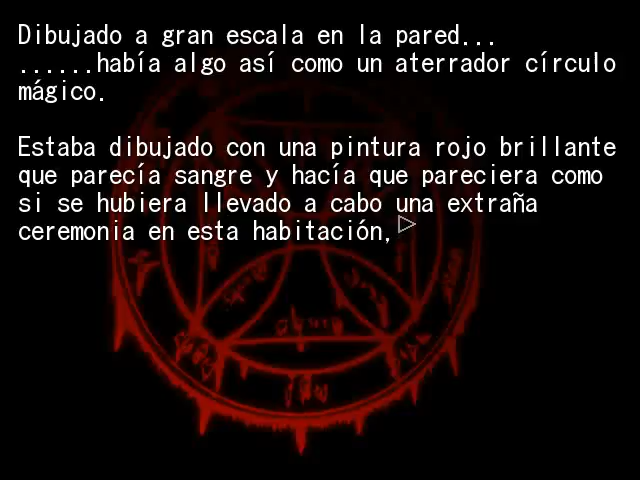 Dibujado a gran escala en la pared...
......había algo así como un aterrador círculo
mágico.
Estaba dibujado con una pintura rojo brillante
que parecía sangre y hacía que pareciera como
si se hubiera llevado a cabo una extraña
ceremonia en esta habitación,